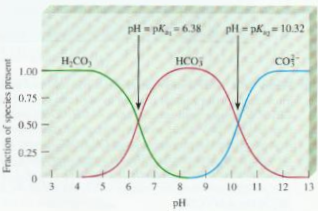 pH = pKa₁ = 6.38
pH = pKa₂ = 10.32
H₂CO₃
HCO₃⁻
CO₃²⁻
Fraction of species present
1.00
0.75
0.50
0.25
0
3 4 5 6 7 8 9 10 11 12 13
pH